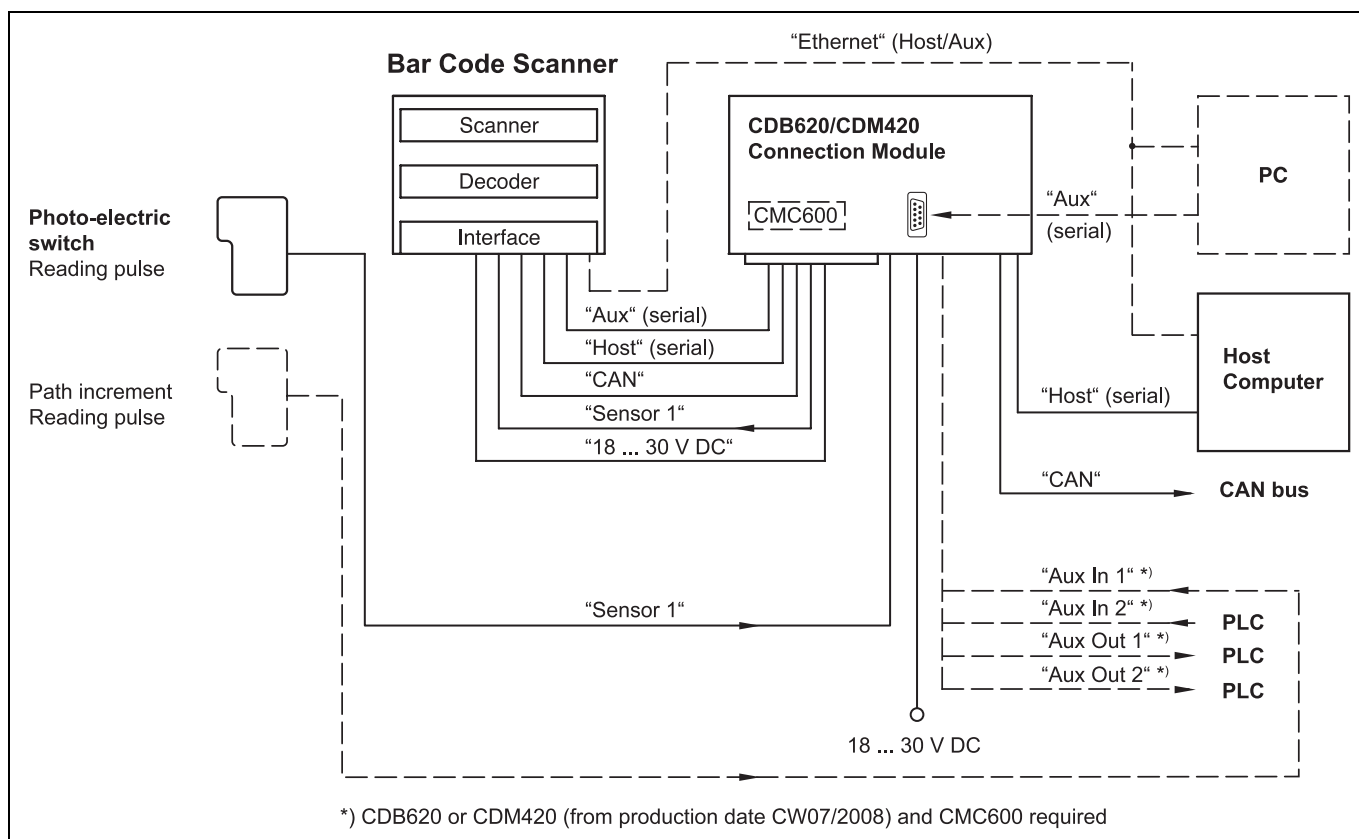 “Ethernet“ (Host/Aux)
Bar Code Scanner
Scanner
Decoder
Interface
CDB620/CDM420
Connection Module
CMC600
“Aux“
(serial)
PC
Photo-electric
switch
Reading pulse
Path increment
Reading pulse
“Aux“ (serial)
“Host“ (serial)
“CAN“
“Sensor 1“
“18 ... 30 V DC“
Host
Computer
“Host“ (serial)
“CAN“
CAN bus
“Sensor 1“
“Aux In 1“ *)
“Aux In 2“ *)
PLC
“Aux Out 1“ *)
PLC
“Aux Out 2“ *)
PLC
18 ... 30 V DC
*) CDB620 or CDM420 (from production date CW07/2008) and CMC600 required